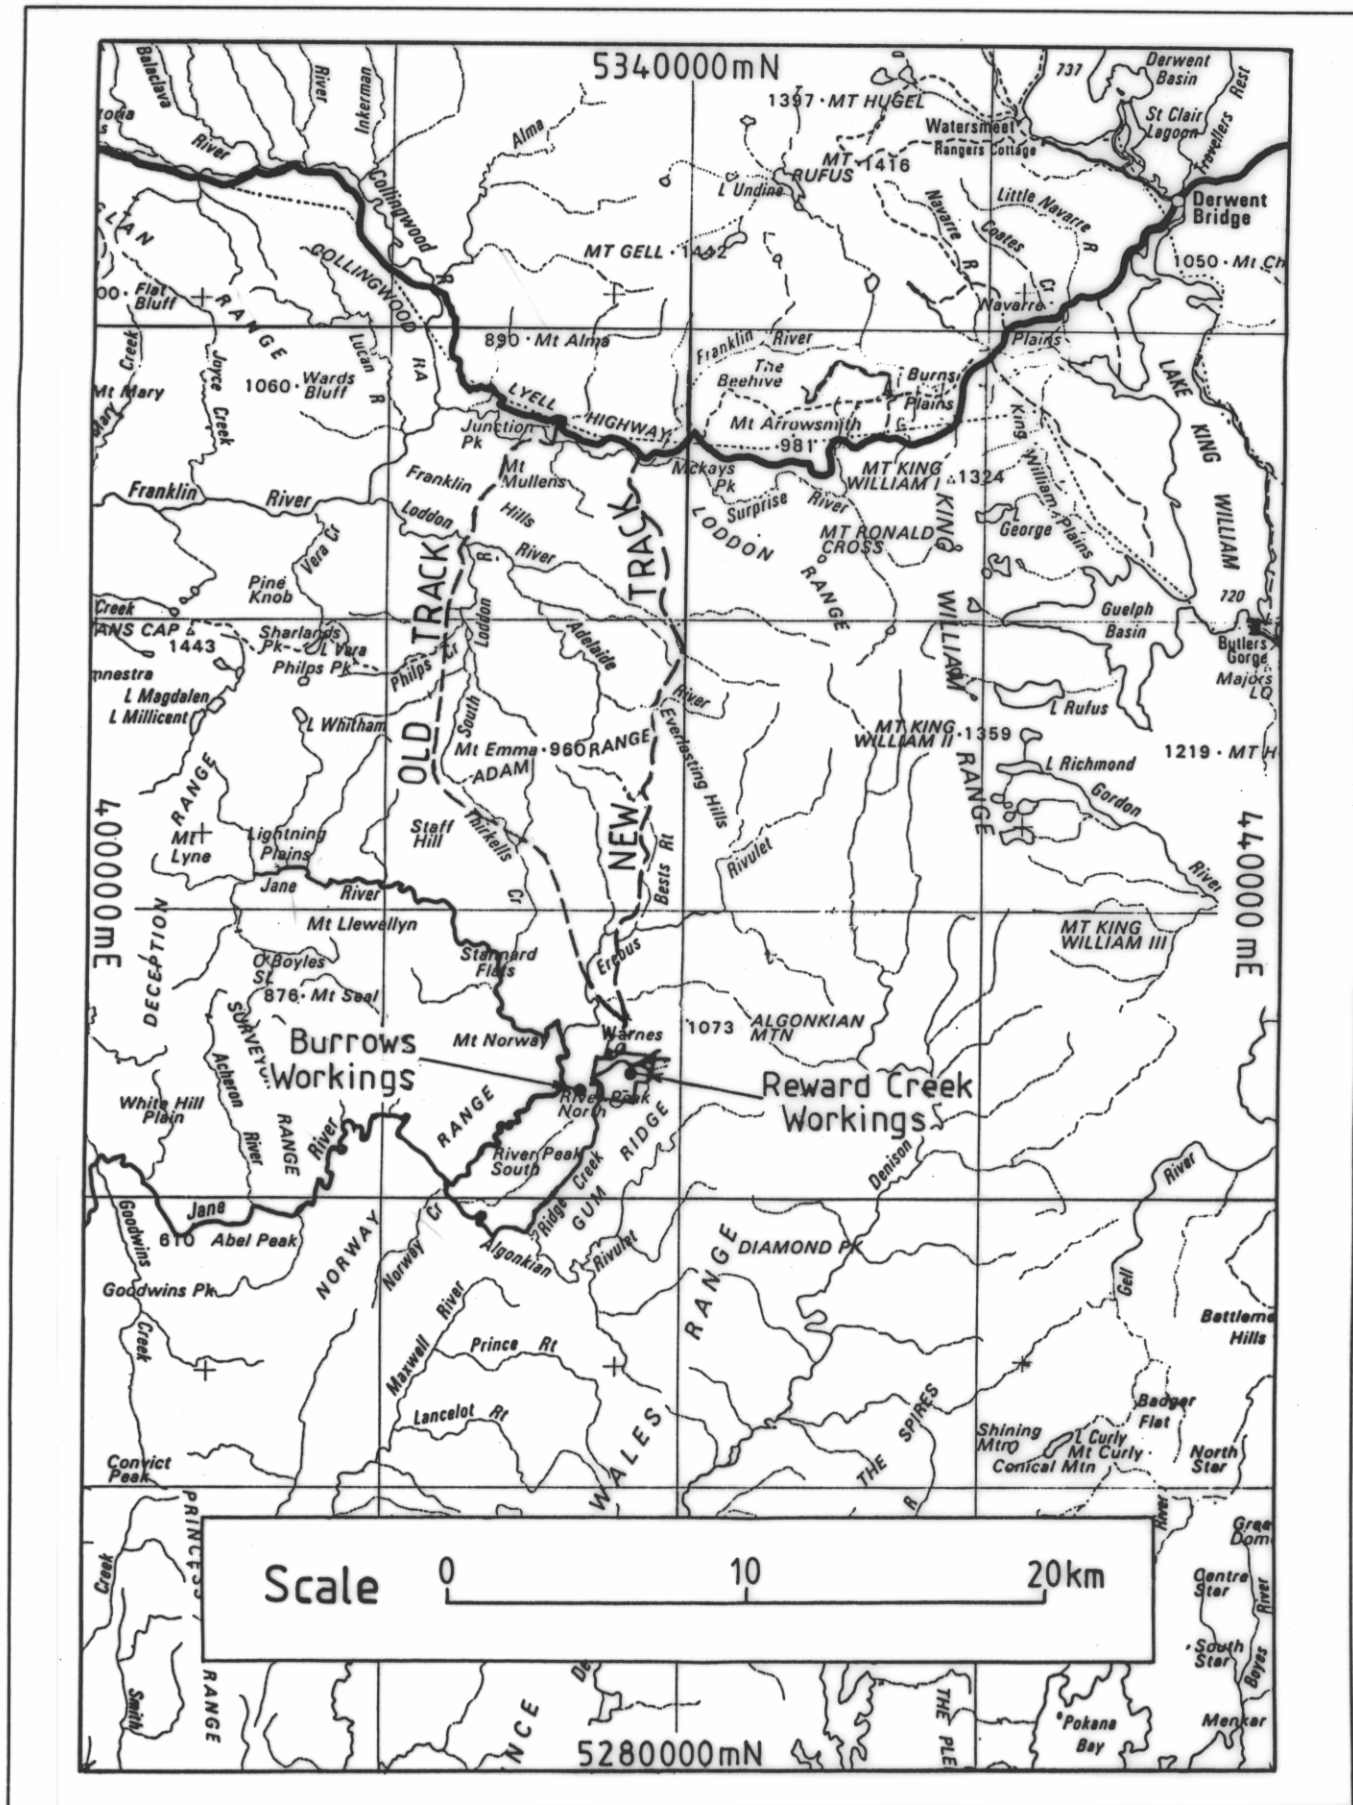 5340000mN
Balaclava
River
Inkerman
River
Alma
1397 · MT HUGEL
737
Derwent
Basin
Rest
St Clair
Lagoon
Travellers
Watersmeet
Rangers Cottage
MT
RUFUS
1416
L Undine
Collingwood
R
Little Navarre R
Navarre R
Coates
Cr
Derwent
Bridge
1050 · Mt Ch
MT GELL · 1442
COLLINGWOOD
RA
Flat
Bluff
RANGE
Navarre
Plains
890 · Mt Alma
Franklin River
The
Beehive
Burns
Plains
LAKE
KING
WILLIAM
Creek
Joyce
Creek
Lucan
R
1060 · Wards
Bluff
Mt Mary
Mary
LYELL
HIGHWAY
Junction
Pk
Mt Arrowsmith
· 981
Mt
Mullens
Mckays
Pk
MT KING
WILLIAM I
1324
King
William
Plains
Franklin River
Franklin
Hills
Surprise River
LODDON
RANGE
KING
WILLIAM
RANGE
L
George
MT RONALD
CROSS
Loddon
R
River
Vera Cr
Pine
Knob
OLD TRACK
NEW TRACK
Creek
ANS CAP
1443
Sharlands
Pk
L Vera
Philps Pk
Philps Cr
Loddon
South
Adelaide
River
Guelph
Basin
720
Butlers
Gorge
mnestra
L Magdalen
L Millicent
L Whitham
L Rufus
Majors
LO
Mt Emma · 960
RANGE
ADAM
Everlasting Hills
MT KING
WILLIAM II
· 1359
1219 · MT H
L Richmond
Gordon
River
RANGE
Mt
Lyne
Lightning
Plains
Staff
Hill
Thirkells
Cr
Bests Rt
Rivulet
400000mE
440000mE
Jane River
Mt Llewellyn
DECEPTION
Stannard
Flats
Erebus
MT KING
WILLIAM III
O'Boyles
876 · Mt Seal
1073
ALGONKIAN
MTN
Mt Norway
Warnes
Burrows
Workings
Reward Creek
Workings
River Peak
North
White Hill
Plain
Acheron
River
RANGE
River
RANGE
River Peak
South
RIDGE
GUM
Ridge Creek
Denison
River
Jane
610
Abel Peak
Goodwins
Creek
NORWAY
Norway
Cr
Algonkian
Rivulet
RANGE
DIAMOND PK
Gell
Goodwins Pk
Maxwell River
Prince Rt
Battleme
Hills
Lancelot Rt
WALES
THE SPIRES
R
Badger
Flat
Shining
Mtn
L Curly
Mt Curly
Conical Mtn
North
Star
Convict
Peak
PRINCESS
RANGE
River
Grea
Dom
Creek
Smith
Scale
0
10
20km
Centre
Star
River
South
Star
Boyes
NCE
De
THE PLE
Pokana
Bay
Menkar
5280000mN